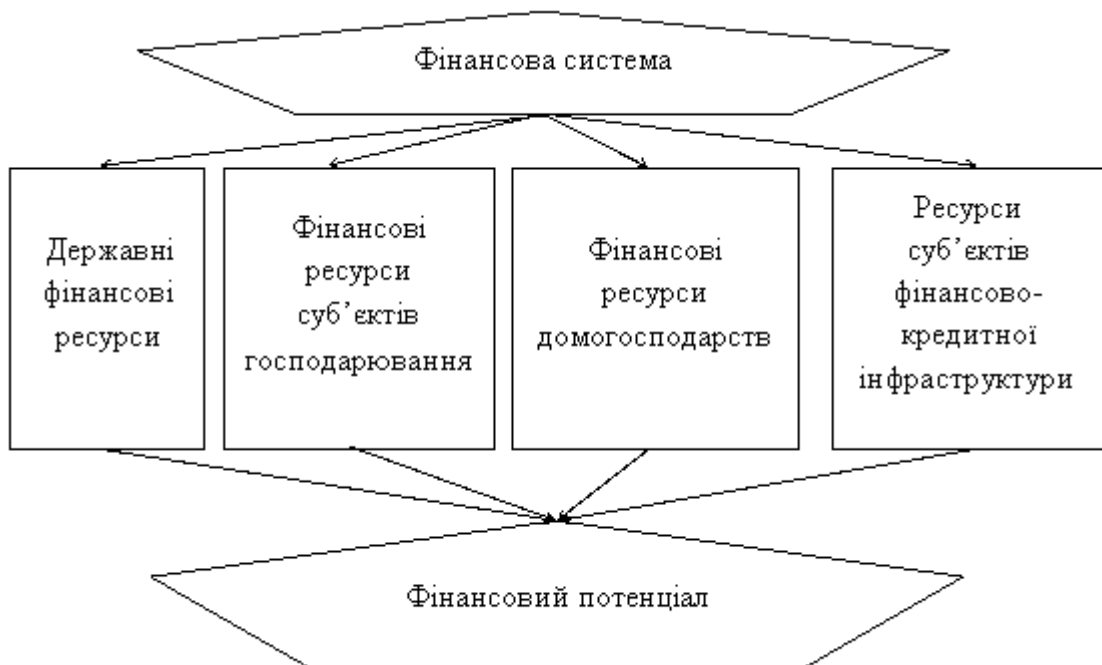 Фінансова система
Державні
фінансові
ресурси
Фінансові
ресурси
суб’єктів
господарювання
Фінансові
ресурси
домогосподарств
Ресурси
суб’єктів
фінансово-
кредитної
інфраструктури
Фінансовий потенціал